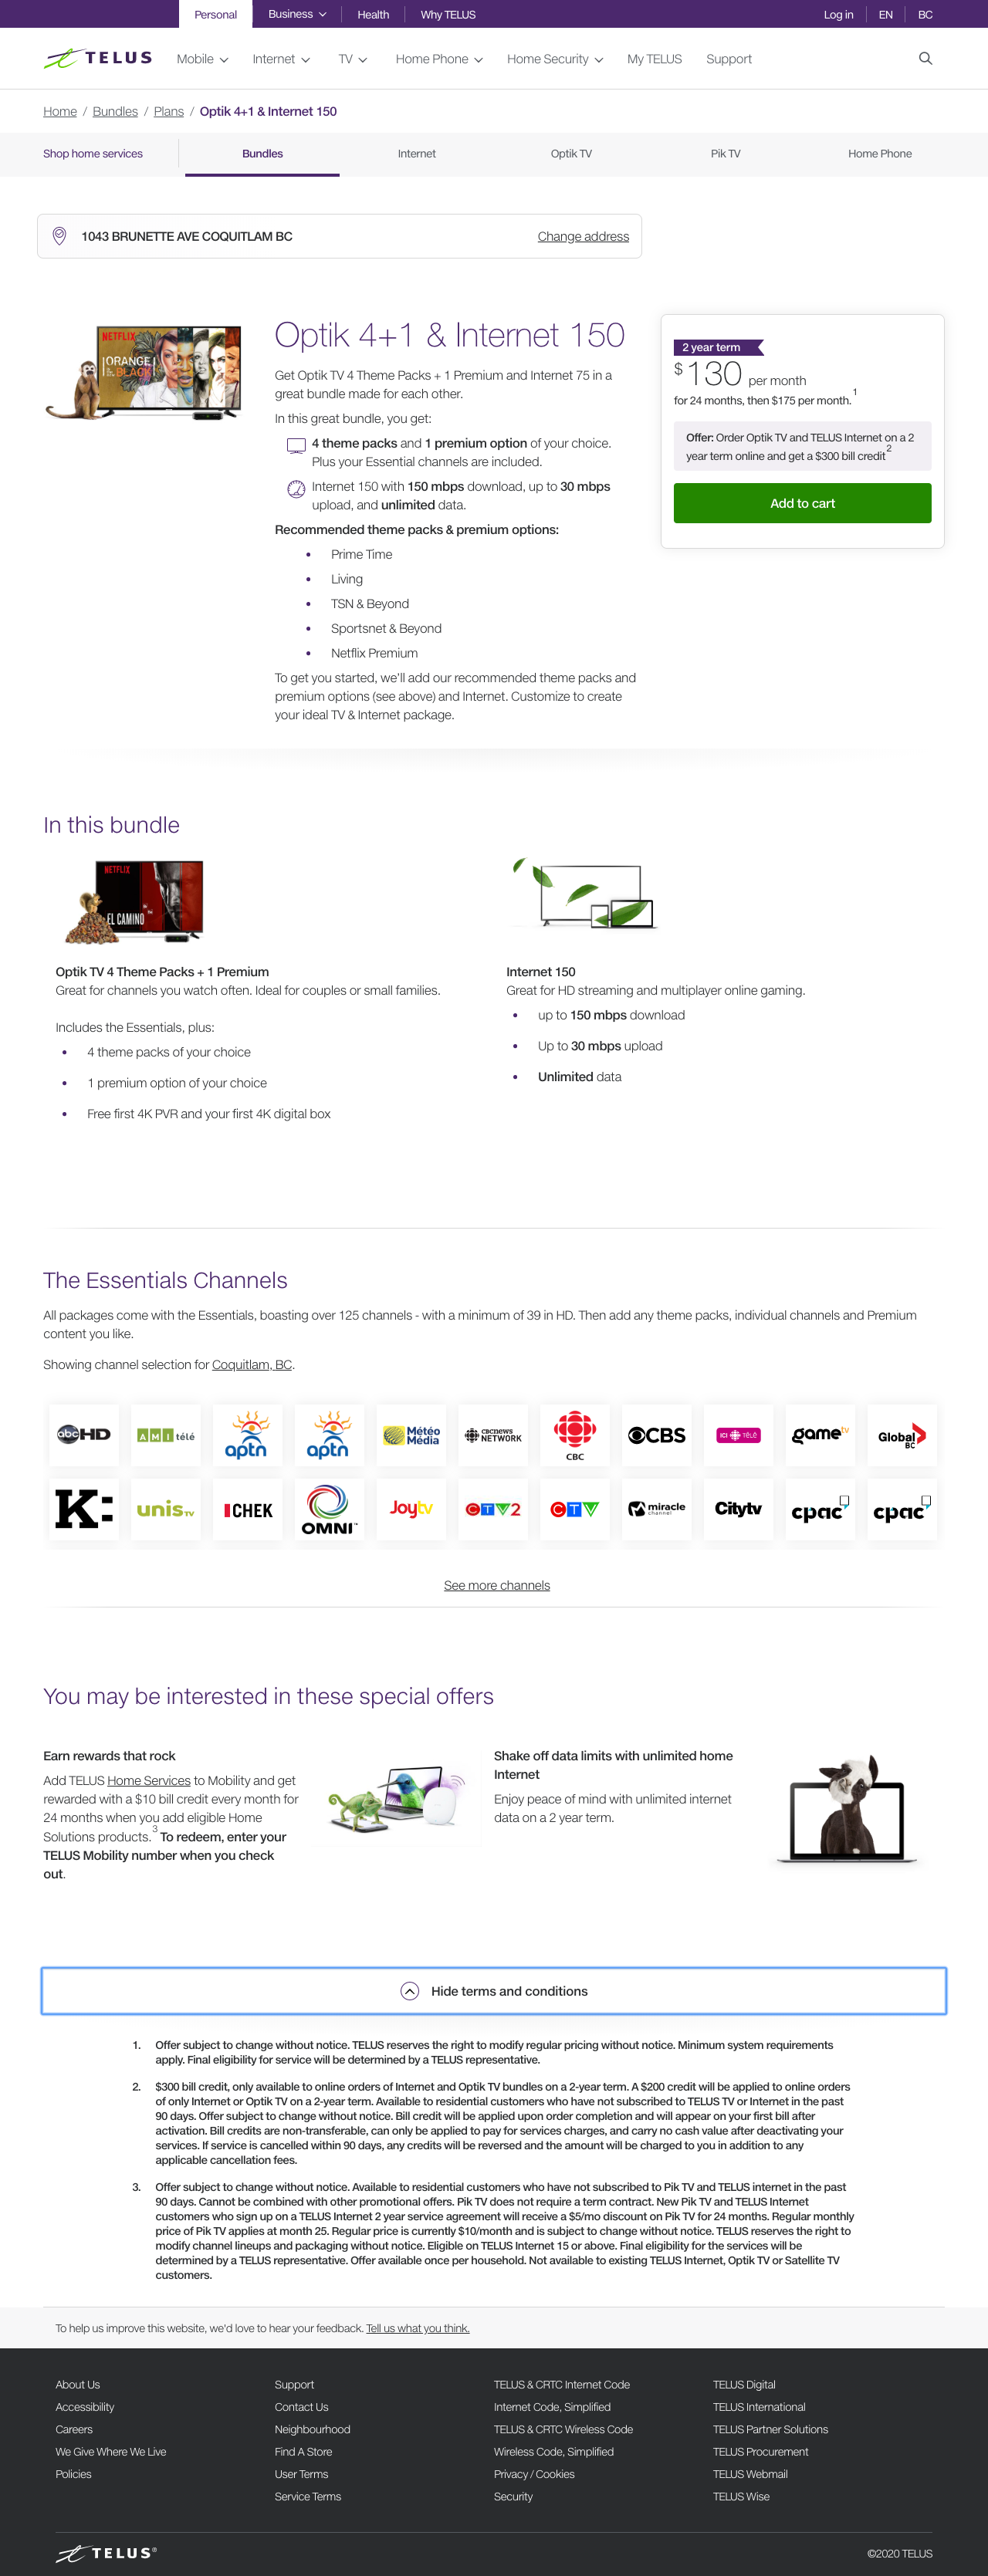 Personal Business Health Why TELUS Log in EN BC
TELUS Mobile Internet TV Home Phone Home Security My TELUS Support
Home / Bundles / Plans / Optik 4+1 & Internet 150
Shop home services Bundles Internet Optik TV Pik TV Home Phone
1043 BRUNETTE AVE COQUITLAM BC Change address
NETFLIX
ORANGE
BLACK
Optik 4+1 & Internet 150
Get Optik TV 4 Theme Packs + 1 Premium and Internet 75 in a
great bundle made for each other.
In this great bundle, you get:
4 theme packs and 1 premium option of your choice.
Plus your Essential channels are included.
Internet 150 with 150 mbps download, up to 30 mbps
upload, and unlimited data.
Recommended theme packs & premium options:
• Prime Time
• Living
• TSN & Beyond
• Sportsnet & Beyond
• Netflix Premium
To get you started, we'll add our recommended theme packs and
premium options (see above) and Internet. Customize to create
your ideal TV & Internet package.
2 year term
$130 per month
for 24 months, then $175 per month.1
Offer: Order Optik TV and TELUS Internet on a 2
year term online and get a $300 bill credit2
Add to cart
In this bundle
NETFLIX
EL CAMINO
Optik TV 4 Theme Packs + 1 Premium
Great for channels you watch often. Ideal for couples or small families.
Includes the Essentials, plus:
• 4 theme packs of your choice
• 1 premium option of your choice
• Free first 4K PVR and your first 4K digital box
Internet 150
Great for HD streaming and multiplayer online gaming.
• up to 150 mbps download
• Up to 30 mbps upload
• Unlimited data
The Essentials Channels
All packages come with the Essentials, boasting over 125 channels - with a minimum of 39 in HD. Then add any theme packs, individual channels and Premium
content you like.
Showing channel selection for Coquitlam, BC.
abc HD AMI télé aptn aptn Météo Média cbc news NETWORK CBC CBS ICI TÉLÉ gametv Global BC
K: unis TV CHEK OMNI™ Joytv CTV2 CTV miracle channel Citytv cpac cpac
See more channels
You may be interested in these special offers
Earn rewards that rock
Add TELUS Home Services to Mobility and get
rewarded with a $10 bill credit every month for
24 months when you add eligible Home
Solutions products.3 To redeem, enter your
TELUS Mobility number when you check
out.
Shake off data limits with unlimited home
Internet
Enjoy peace of mind with unlimited internet
data on a 2 year term.
Hide terms and conditions
1. Offer subject to change without notice. TELUS reserves the right to modify regular pricing without notice. Minimum system requirements
apply. Final eligibility for service will be determined by a TELUS representative.
2. $300 bill credit, only available to online orders of Internet and Optik TV bundles on a 2-year term. A $200 credit will be applied to online orders
of only Internet or Optik TV on a 2-year term. Available to residential customers who have not subscribed to TELUS TV or Internet in the past
90 days. Offer subject to change without notice. Bill credit will be applied upon order completion and will appear on your first bill after
activation. Bill credits are non-transferable, can only be applied to pay for services charges, and carry no cash value after deactivating your
services. If service is cancelled within 90 days, any credits will be reversed and the amount will be charged to you in addition to any
applicable cancellation fees.
3. Offer subject to change without notice. Available to residential customers who have not subscribed to Pik TV and TELUS internet in the past
90 days. Cannot be combined with other promotional offers. Pik TV does not require a term contract. New Pik TV and TELUS Internet
customers who sign up on a TELUS Internet 2 year service agreement will receive a $5/mo discount on Pik TV for 24 months. Regular monthly
price of Pik TV applies at month 25. Regular price is currently $10/month and is subject to change without notice. TELUS reserves the right to
modify channel lineups and packaging without notice. Eligible on TELUS Internet 15 or above. Final eligibility for the services will be
determined by a TELUS representative. Offer available once per household. Not available to existing TELUS Internet, Optik TV or Satellite TV
customers.
To help us improve this website, we'd love to hear your feedback. Tell us what you think.
About Us Support TELUS & CRTC Internet Code TELUS Digital
Accessibility Contact Us Internet Code, Simplified TELUS International
Careers Neighbourhood TELUS & CRTC Wireless Code TELUS Partner Solutions
We Give Where We Live Find A Store Wireless Code, Simplified TELUS Procurement
Policies User Terms Privacy / Cookies TELUS Webmail
Service Terms Security TELUS Wise
TELUS® ©2020 TELUS